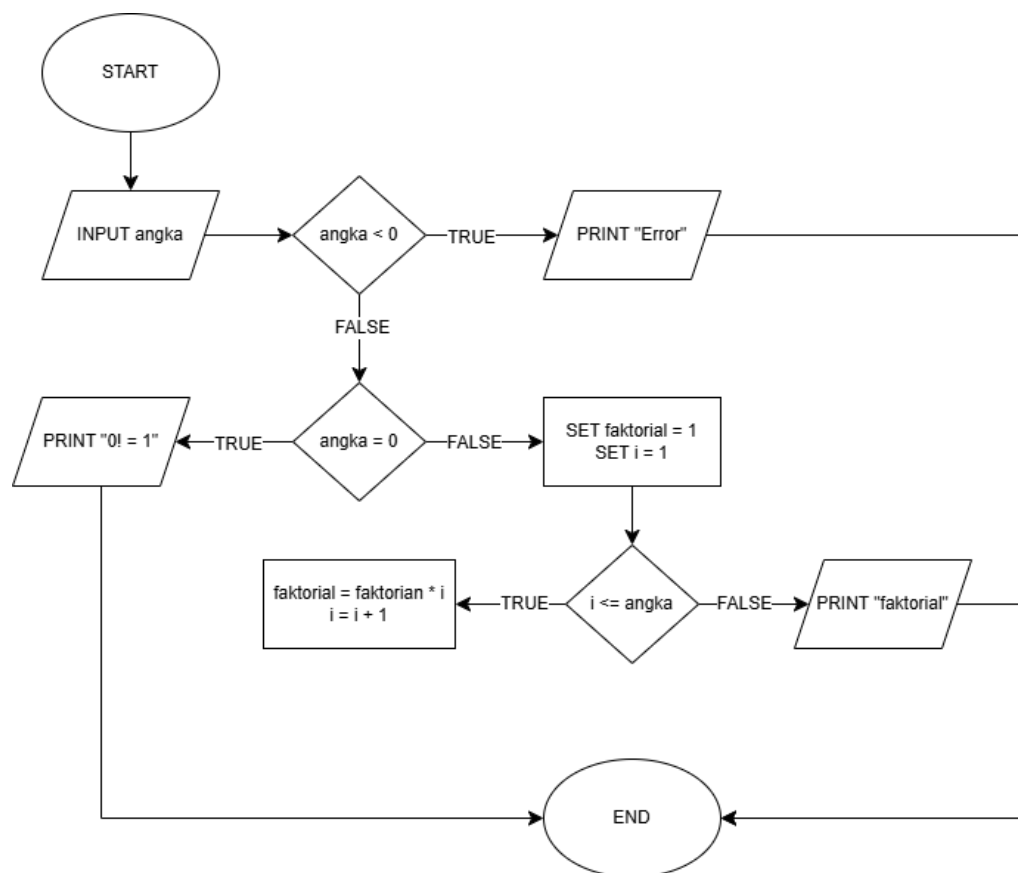 START
INPUT angka
angka < 0
TRUE
PRINT "Error"
FALSE
PRINT "0! = 1"
TRUE
angka = 0
FALSE
SET faktorial = 1
SET i = 1
faktorial = faktorian * i
i = i + 1
TRUE
i <= angka
FALSE
PRINT "faktorial"
END